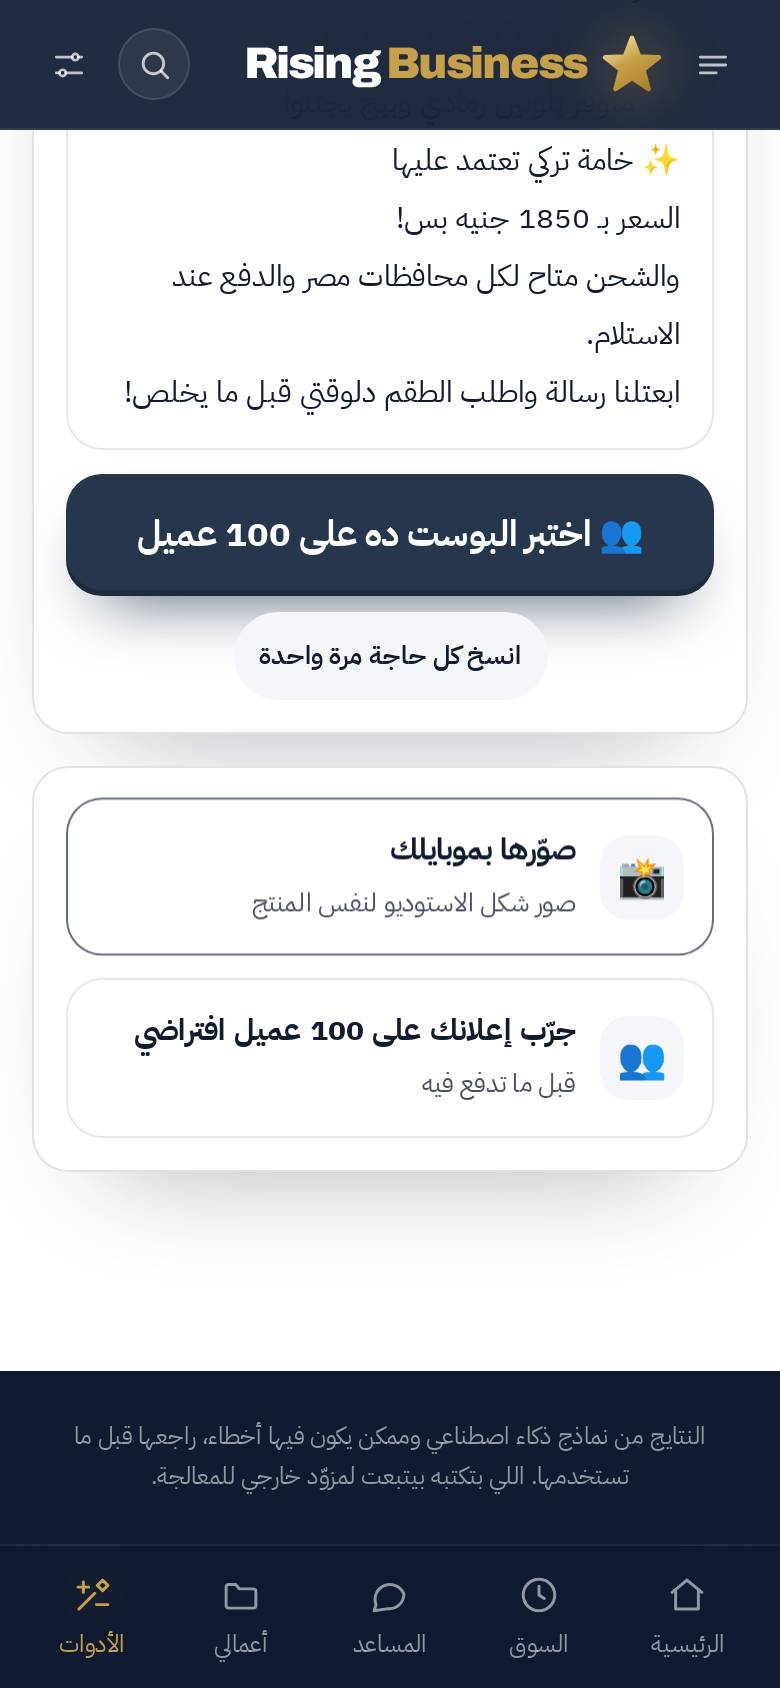 Rising Business
✨ خامة تركي تعتمد عليها
السعر بـ 1850 جنيه بس!
والشحن متاح لكل محافظات مصر والدفع عند
الاستلام.
ابعتلنا رسالة واطلب الطقم دلوقتي قبل ما يخلص!
👥 اختبر البوست ده على 100 عميل
انسخ كل حاجة مرة واحدة
صوّرها بموبايلك
صور شكل الاستوديو لنفس المنتج
جرّب إعلانك على 100 عميل افتراضي
قبل ما تدفع فيه
النتايج من نماذج ذكاء اصطناعي وممكن يكون فيها أخطاء، راجعها قبل ما
تستخدمها. اللي بتكتبه بيتبعت لمزوّد خارجي للمعالجة.
الرئيسية
السوق
المساعد
أعمالي
الأدوات